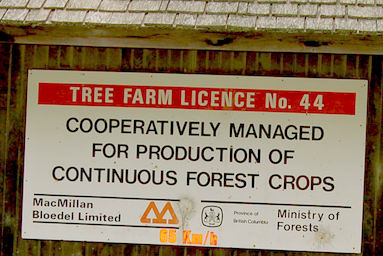 TREE FARM LICENCE No. 44
COOPERATIVELY MANAGED
FOR PRODUCTION OF
CONTINUOUS FOREST CROPS
MacMillan
Bloedel Limited
Province of
British Columbia
Ministry of
Forests
65 Km/h